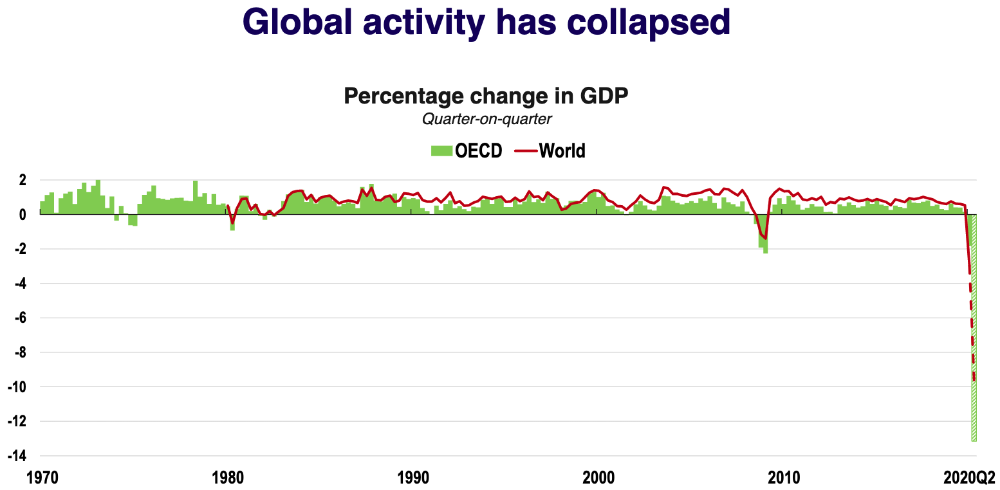 Global activity has collapsed
Percentage change in GDP
Quarter-on-quarter
OECD World
2
0
-2
-4
-6
-8
-10
-12
-14
1970 1980 1990 2000 2010 2020Q2